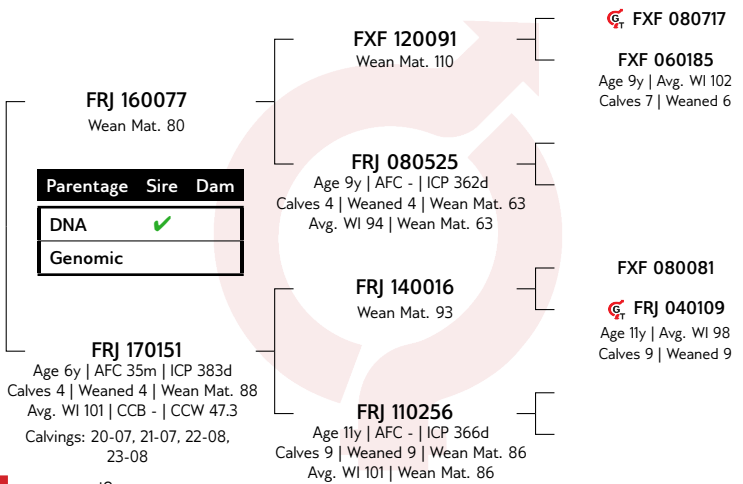 FXF 080717
FXF 120091
Wean Mat. 110
FXF 060185
Age 9y | Avg. WI 102
Calves 7 | Weaned 6
FRJ 160077
Wean Mat. 80
FRJ 080525
Age 9y | AFC - | ICP 362d
Calves 4 | Weaned 4 | Wean Mat. 63
Avg. WI 94 | Wean Mat. 63
Parentage Sire Dam
DNA ✔
Genomic
FRJ 140016
Wean Mat. 93
FXF 080081
GT FRJ 040109
Age 11y | Avg. WI 98
Calves 9 | Weaned 9
FRJ 170151
Age 6y | AFC 35m | ICP 383d
Calves 4 | Weaned 4 | Wean Mat. 88
Avg. WI 101 | CCB - | CCW 47.3
Calvings: 20-07, 21-07, 22-08,
23-08
FRJ 110256
Age 11y | AFC - | ICP 366d
Calves 9 | Weaned 9 | Wean Mat. 86
Avg. WI 101 | Wean Mat. 86